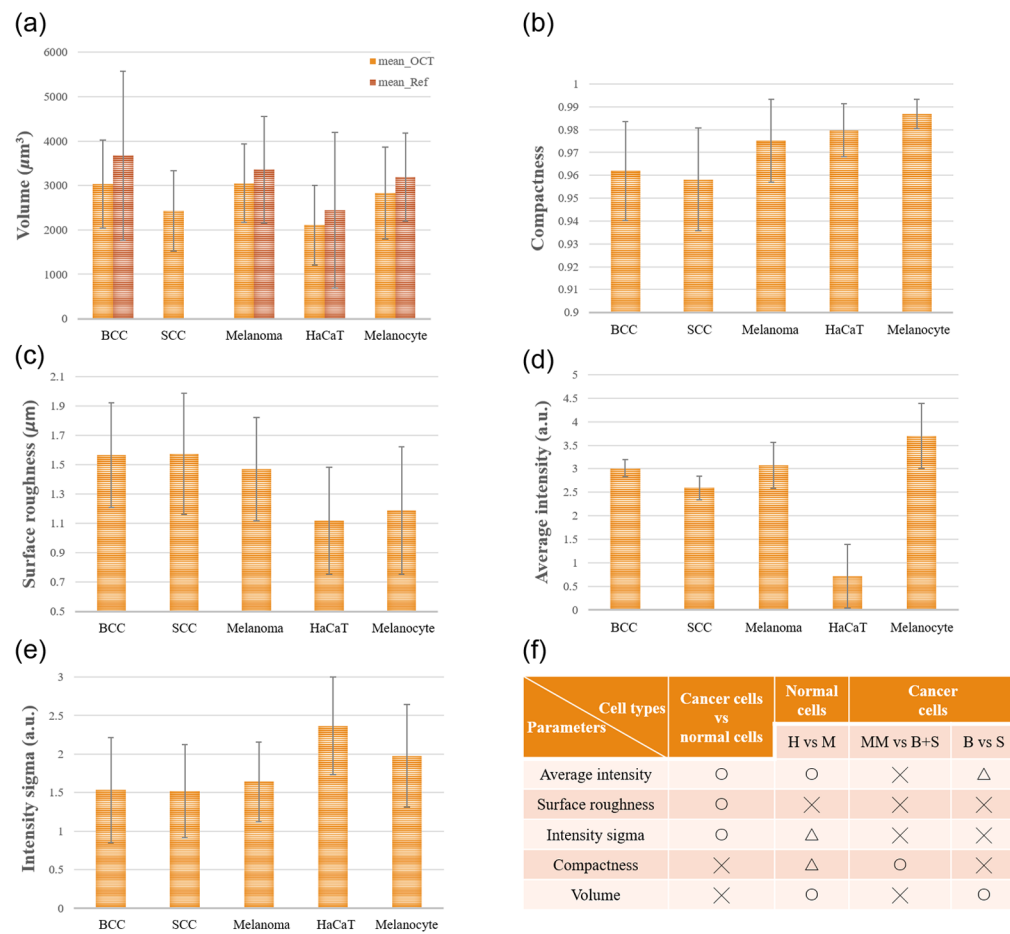 (a)
6000
5000
4000
3000
2000
1000
0
Volume (μm³)
mean_OCT
mean_Ref
BCC SCC Melanoma HaCaT Melanocyte
(b)
1
0.99
0.98
0.97
0.96
0.95
0.94
0.93
0.92
0.91
0.9
Compactness
BCC SCC Melanoma HaCaT Melanocyte
(c)
2.1
1.9
1.7
1.5
1.3
1.1
0.9
0.7
0.5
Surface roughness (μm)
BCC SCC Melanoma HaCaT Melanocyte
(d)
5
4.5
4
3.5
3
2.5
2
1.5
1
0.5
0
Average intensity (a.u.)
BCC SCC Melanoma HaCaT Melanocyte
(e)
3
2.5
2
1.5
1
0.5
0
Intensity sigma (a.u.)
BCC SCC Melanoma HaCaT Melanocyte
(f)
Cell types
Parameters
Cancer cells
vs
normal cells
Normal
cells
Cancer
cells
H vs M MM vs B+S B vs S
Average intensity ○ ○ × △
Surface roughness ○ × × ×
Intensity sigma ○ △ × ×
Compactness × △ ○ ×
Volume × ○ × ○